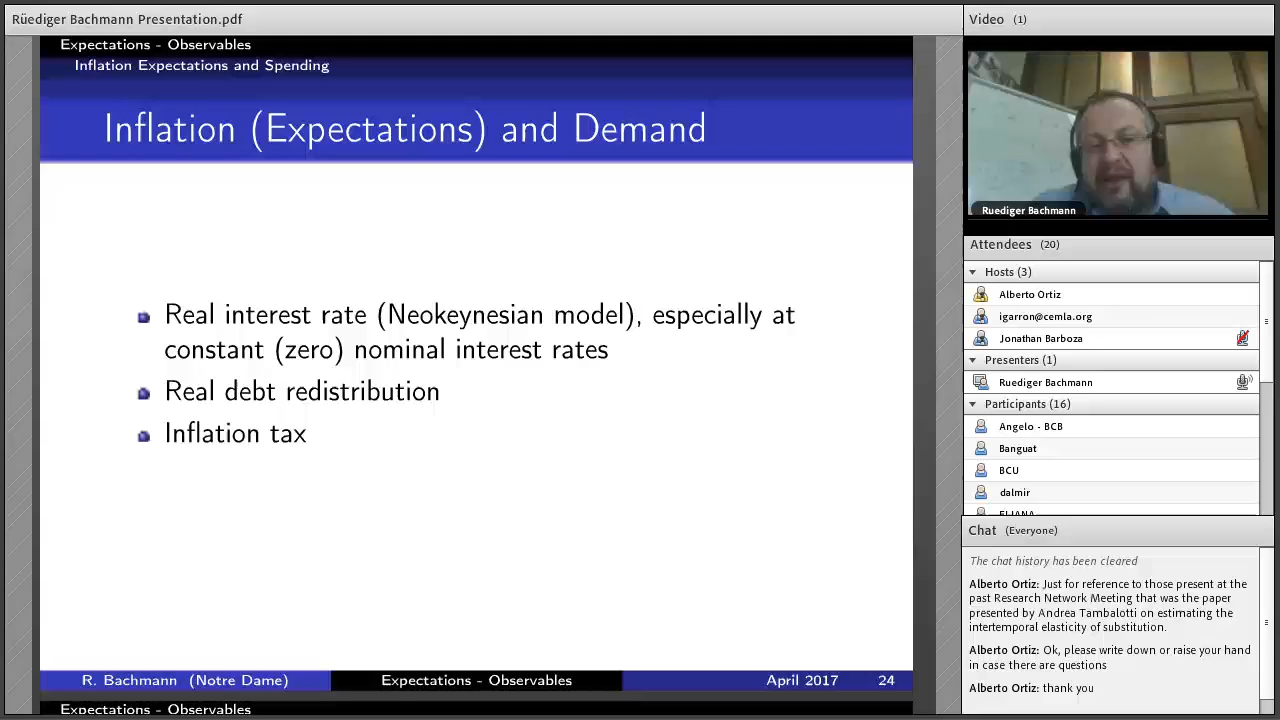 Rüediger Bachmann Presentation.pdf
Expectations - Observables
Inflation Expectations and Spending
Inflation (Expectations) and Demand
Real interest rate (Neokeynesian model), especially at
constant (zero) nominal interest rates
Real debt redistribution
Inflation tax
R. Bachmann (Notre Dame)
Expectations - Observables
April 2017 24
Expectations - Observables
Video (1)
Ruediger Bachmann
Attendees (20)
Hosts (3)
Alberto Ortiz
igarron@cemla.org
Jonathan Barboza
Presenters (1)
Ruediger Bachmann
Participants (16)
Angelo - BCB
Banguat
BCU
dalmir
ELIANA
Chat (Everyone)
The chat history has been cleared
Alberto Ortiz: Just for reference to those present at the
past Research Network Meeting that was the paper
presented by Andrea Tambalotti on estimating the
intertemporal elasticity of substitution.
Alberto Ortiz: Ok, please write down or raise your hand
in case there are questions
Alberto Ortiz: thank you